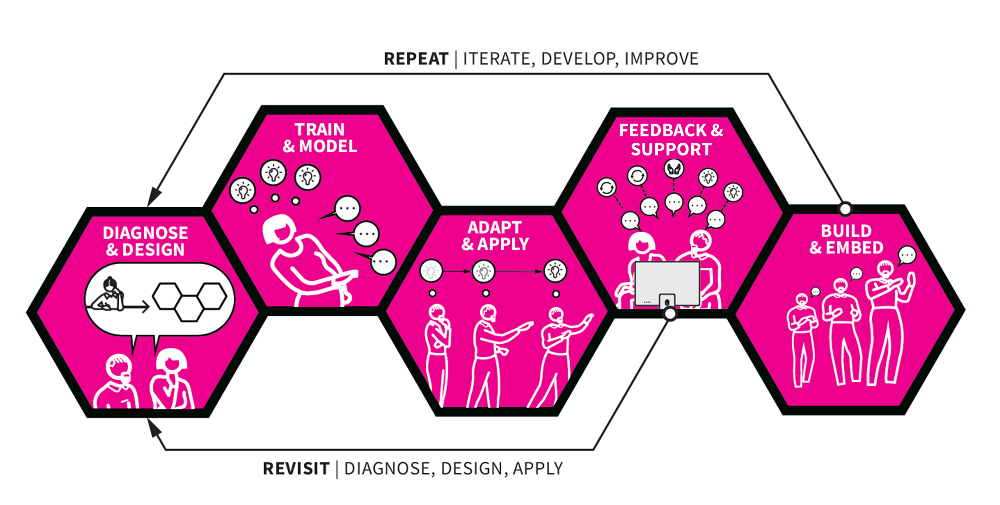 REPEAT | ITERATE, DEVELOP, IMPROVE
DIAGNOSE
& DESIGN
TRAIN
& MODEL
ADAPT
& APPLY
FEEDBACK &
SUPPORT
BUILD
& EMBED
REVISIT | DIAGNOSE, DESIGN, APPLY